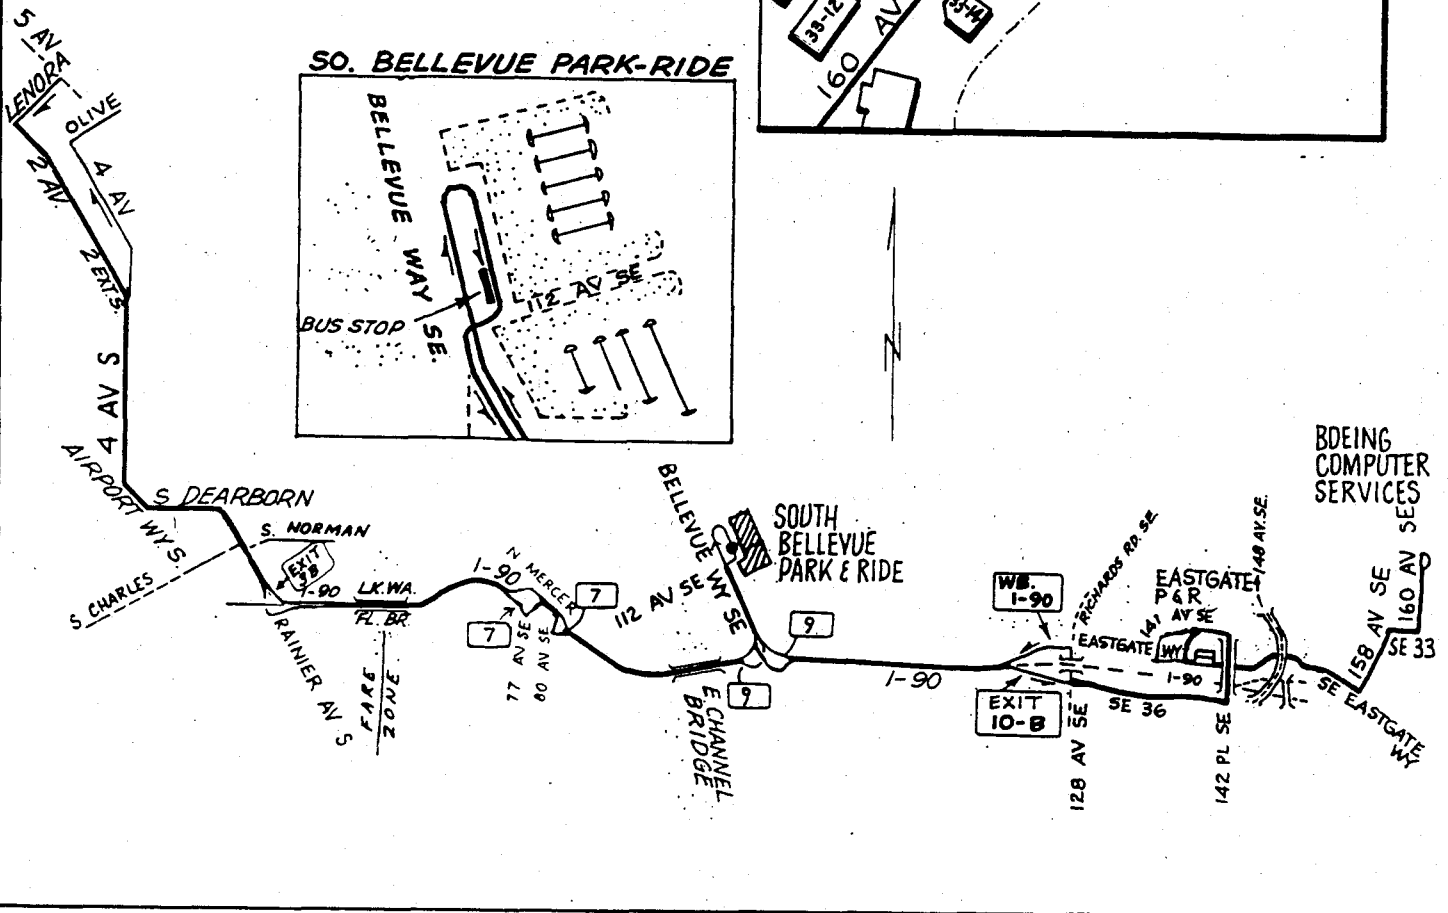 5 AV
LENORA
OLIVE
2 AV.
4 AV
2 EXT S.
4 AV S
AIRPORT WY. S.
S DEARBORN
S. NORMAN
S CHARLES
EXIT
3B
I-90
LK. WA.
FL. BR.
RAINIER AV S
FARE
ZONE
SO. BELLEVUE PARK-RIDE
BELLEVUE WAY SE.
112 AV SE
BUS STOP
33-12
160 AV
33-14
N
I-90
N MERCER
7
7
77 AV SE
80 AV SE
112 AV SE
BELLEVUE WY SE
SOUTH
BELLEVUE
PARK & RIDE
9
9
E CHANNEL
BRIDGE
I-90
WB.
I-90
EXIT
10-B
RICHARDS RD. SE.
128 AV SE
EASTGATE
WY
EASTGATE
P & R
AV SE
I-90
SE 36
142 PL SE
148 AV. SE.
SE EASTGATE
WY
158 AV SE
160 AV SE
SE 33
BOEING
COMPUTER
SERVICES